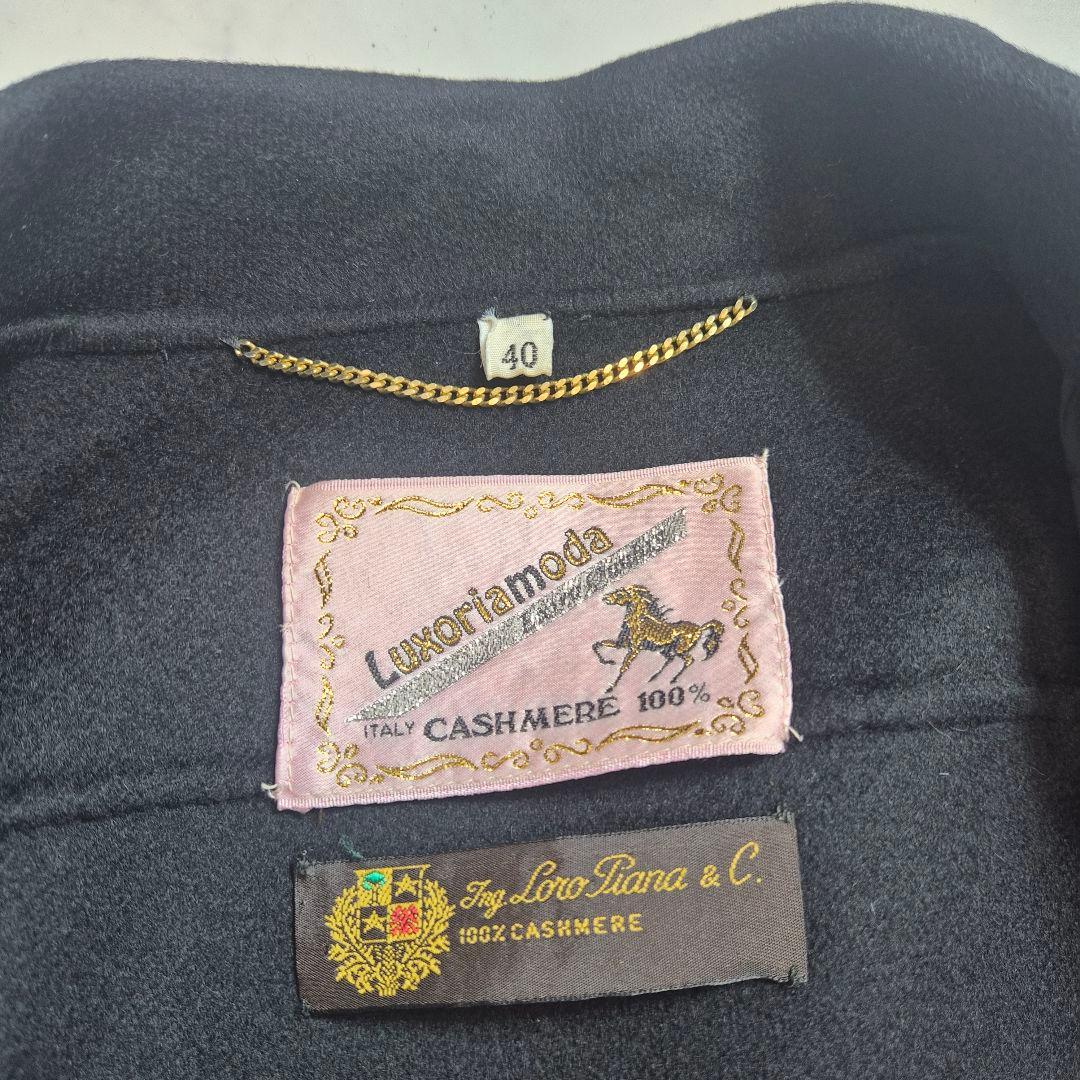 40
Luxoriamoda
ITALY CASHMERE 100%
Ing. Loro Piana & C.
100% CASHMERE